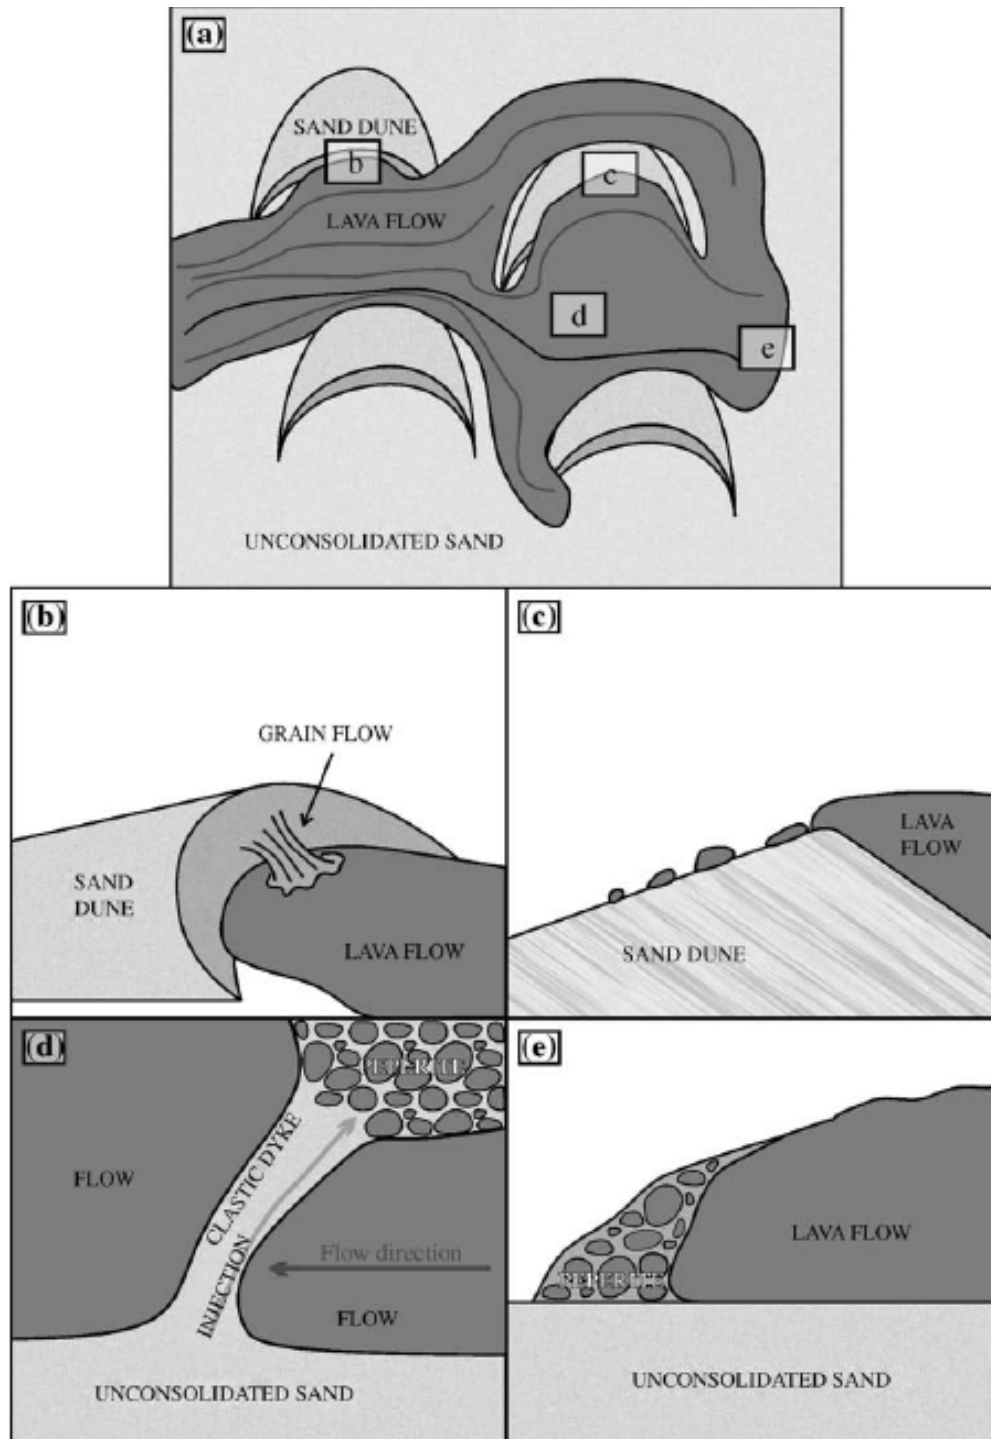 (a)
SAND DUNE
b
c
LAVA FLOW
d
e
UNCONSOLIDATED SAND
(b)
GRAIN FLOW
SAND
DUNE
LAVA FLOW
(c)
LAVA
FLOW
SAND DUNE
(d)
PEPERITE
CLASTIC DYKE
FLOW
INJECTION
Flow direction
FLOW
UNCONSOLIDATED SAND
(e)
LAVA FLOW
PEPERITE
UNCONSOLIDATED SAND